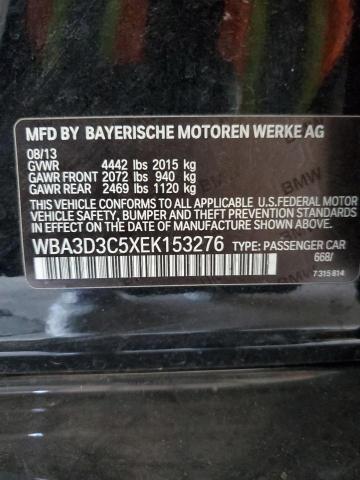 MFD BY BAYERISCHE MOTOREN WERKE AG
08/13
GVWR 4442 lbs 2015 kg
GAWR FRONT 2072 lbs 940 kg
GAWR REAR 2469 lbs 1120 kg
THIS VEHICLE CONFORMS TO ALL APPLICABLE U.S.FEDERAL MOTOR
VEHICLE SAFETY, BUMPER, AND THEFT PREVENTION STANDARDS
IN EFFECT ON THE DATE OF MANUFACTURE SHOWN ABOVE.
WBA3D3C5XEK153276 TYPE: PASSENGER CAR
668/
7 315 814